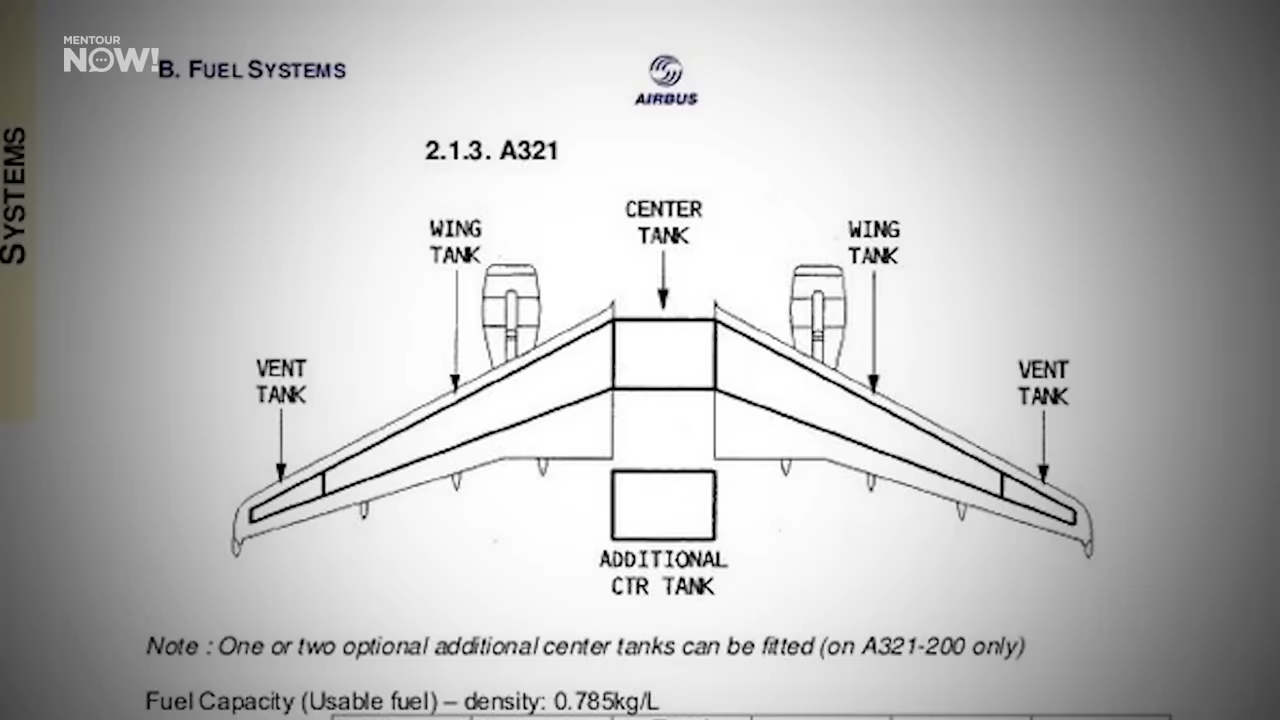 MENTOUR
NOW!
B. FUEL SYSTEMS
AIRBUS
SYSTEMS
2.1.3. A321
CENTER
TANK
WING
TANK
WING
TANK
VENT
TANK
VENT
TANK
ADDITIONAL
CTR TANK
Note : One or two optional additional center tanks can be fitted (on A321-200 only)
Fuel Capacity (Usable fuel) – density: 0.785kg/L